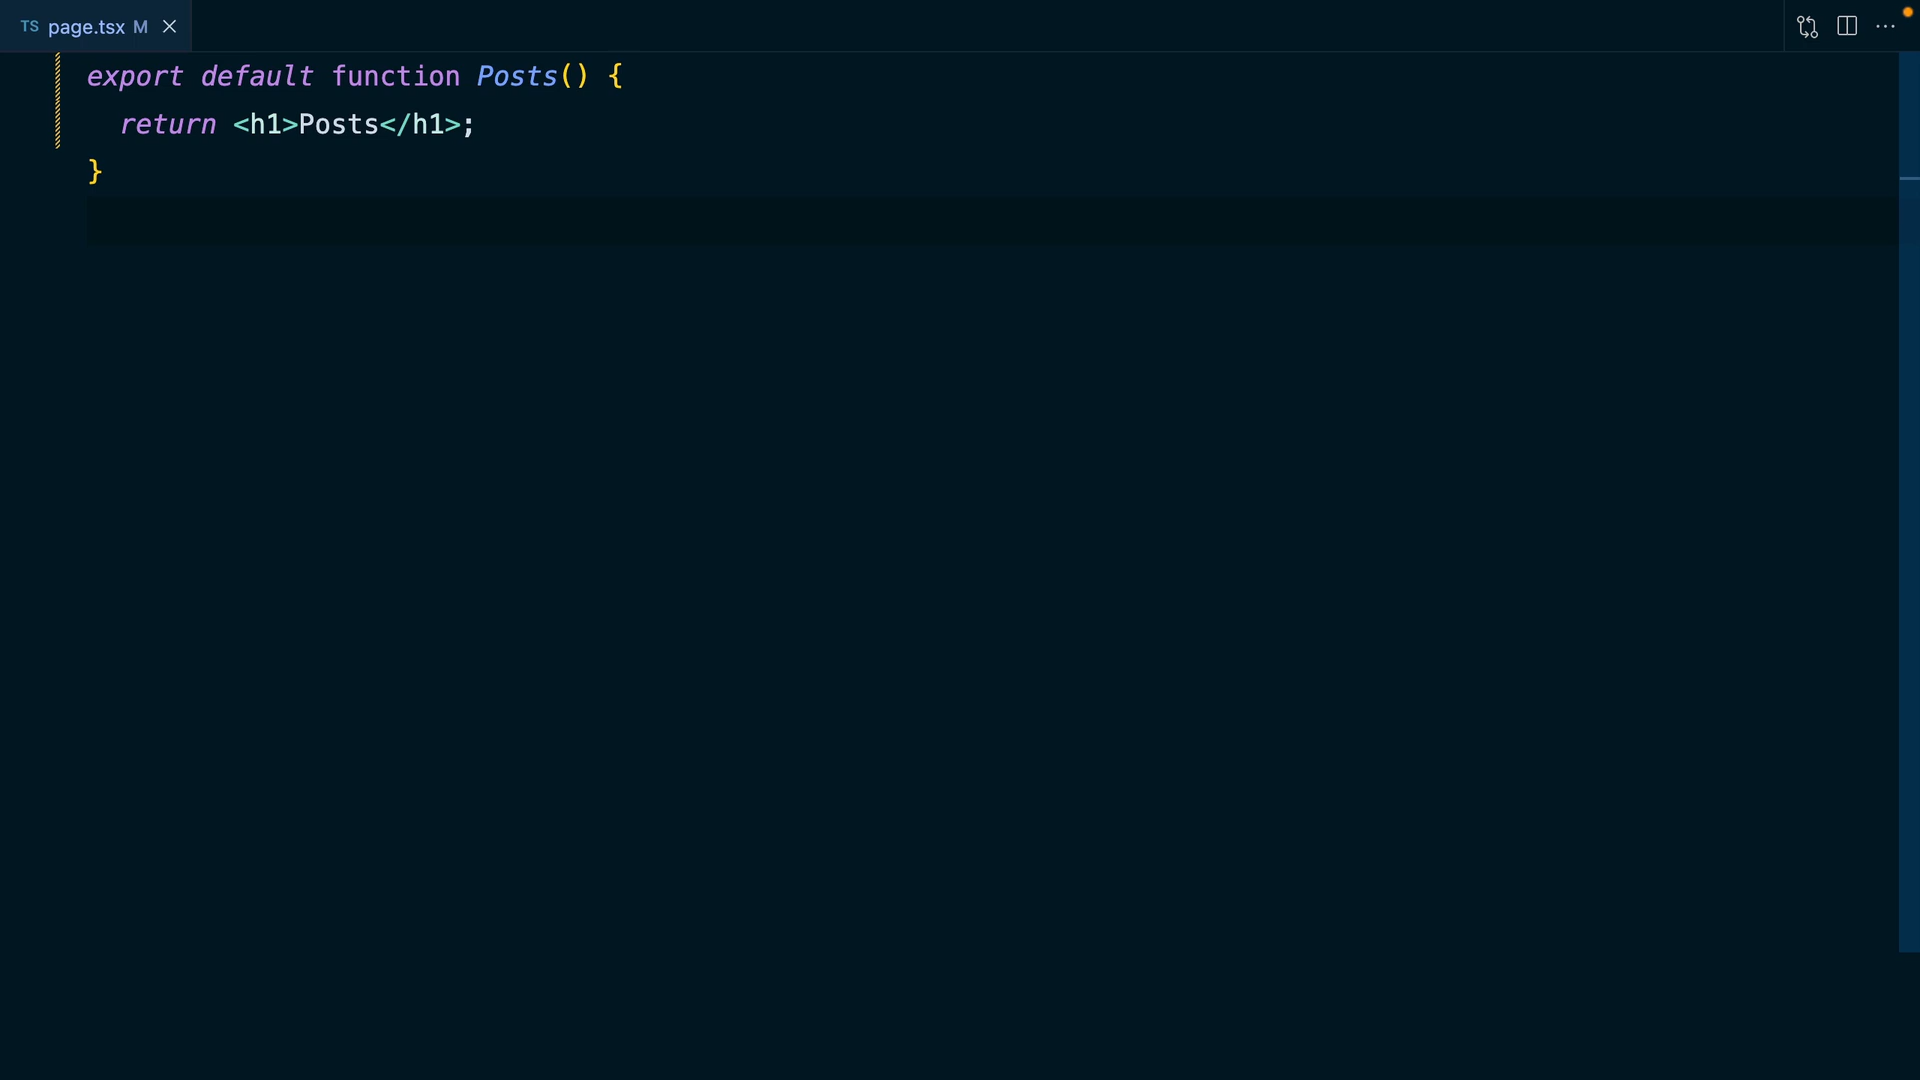 TS page.tsx M
export default function Posts() {
return <h1>Posts</h1>;
}